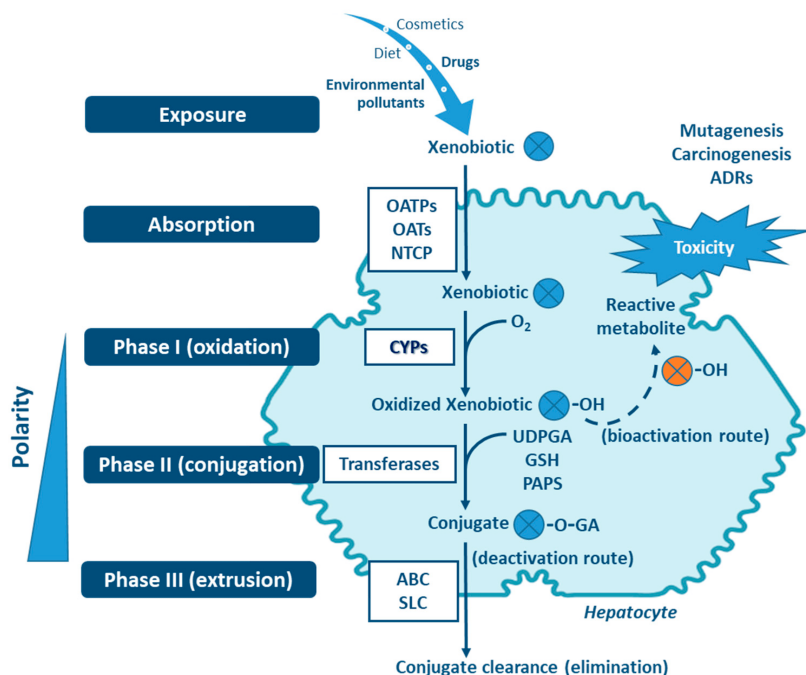 Cosmetics
Diet
Drugs
Environmental
pollutants
Exposure
Xenobiotic
Mutagenesis
Carcinogenesis
ADRs
Absorption
OATPs
OATs
NTCP
Toxicity
Xenobiotic
Reactive
metabolite
O2
Phase I (oxidation)
CYPs
-OH
Oxidized Xenobiotic
-OH
Polarity
UDPGA
(bioactivation route)
GSH
PAPS
Phase II (conjugation)
Transferases
Conjugate
-O-GA
(deactivation route)
Phase III (extrusion)
ABC
SLC
Hepatocyte
Conjugate clearance (elimination)